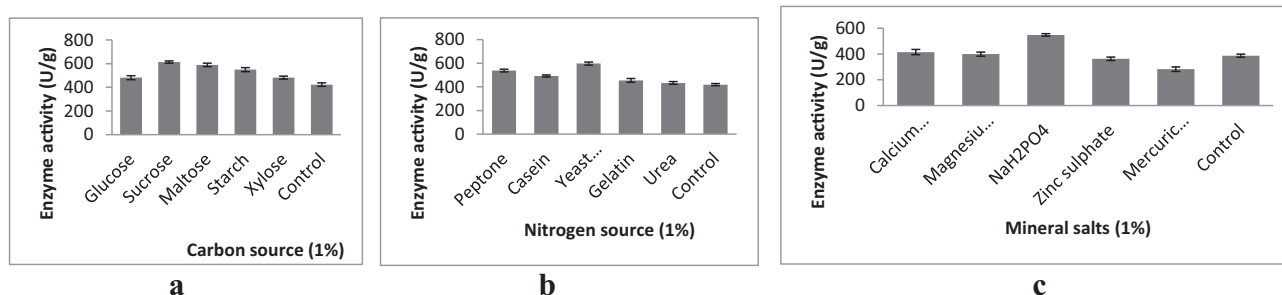 Enzyme activity (U/g)
800
600
400
200
0
Glucose
Sucrose
Maltose
Starch
Xylose
Control
Carbon source (1%)
a
Enzyme activity (U/g)
800
600
400
200
0
Peptone
Casein
Yeast...
Gelatin
Urea
Control
Nitrogen source (1%)
b
Enzyme activity (U/g)
600
400
200
0
Calcium...
Magnesiu...
NaH2PO4
Zinc sulphate
Mercuric...
Control
Mineral salts (1%)
c